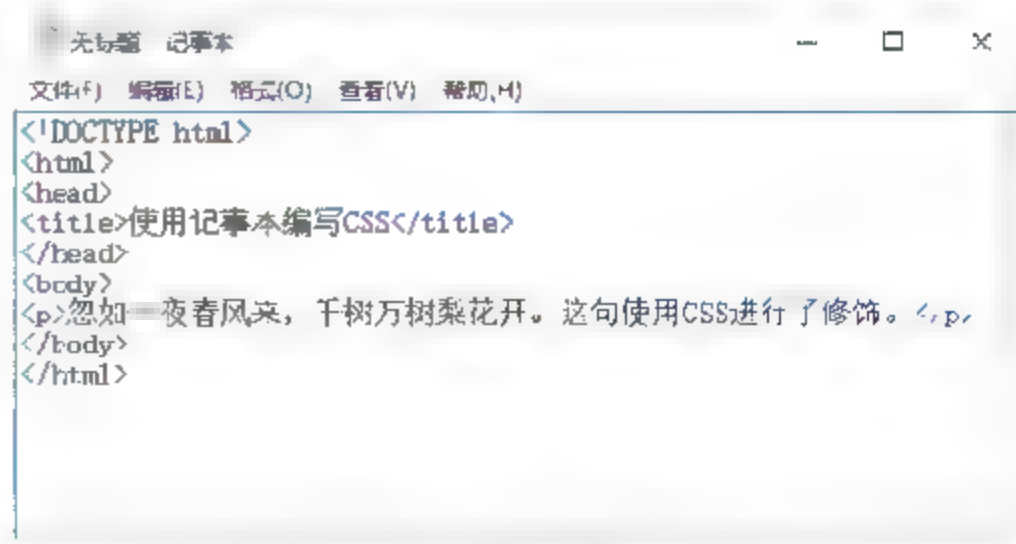 无标题 记事本
文件(F) 编辑(E) 格式(O) 查看(V) 帮助(H)
<!DOCTYPE html>
<html>
<head>
<title>使用记事本编写CSS</title>
</head>
<body>
<p>忽如一夜春风来，千树万树梨花开。这句使用CSS进行了修饰。</p>
</body>
</html>